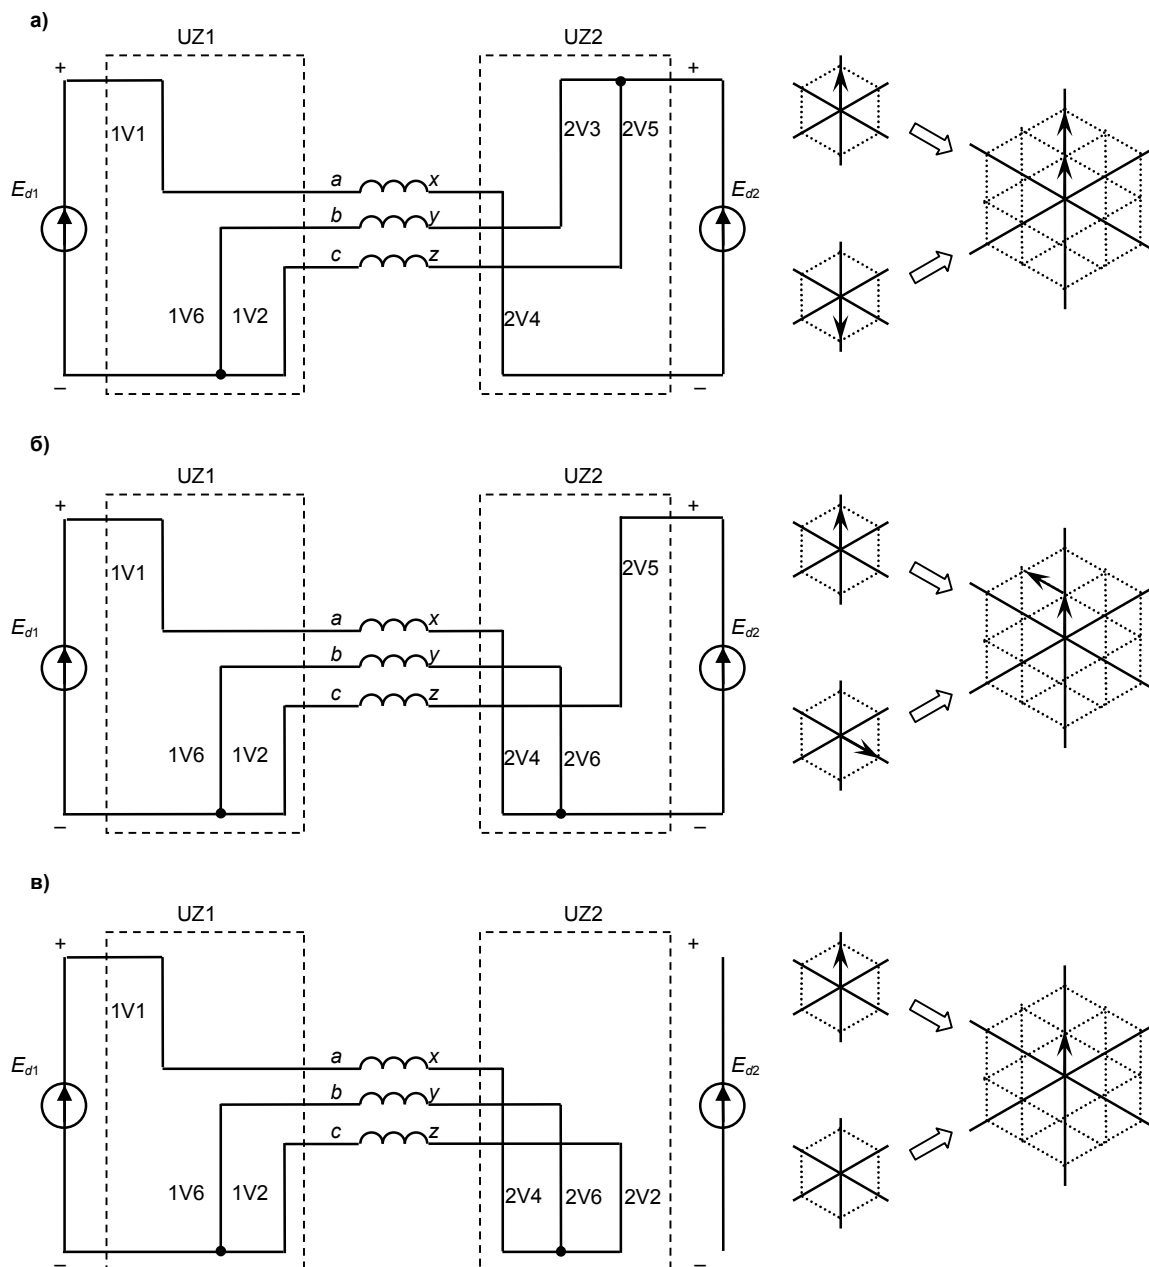 а)
UZ1 UZ2
+ +
1V1 2V3 2V5
a x
E_d1 b y E_d2
c z
1V6 1V2 2V4
– –
б)
UZ1 UZ2
+ +
1V1 2V5
a x
E_d1 b y E_d2
c z
1V6 1V2 2V4 2V6
– –
в)
UZ1 UZ2
+ +
1V1
a x
E_d1 b y E_d2
c z
1V6 1V2 2V4 2V6 2V2
– –